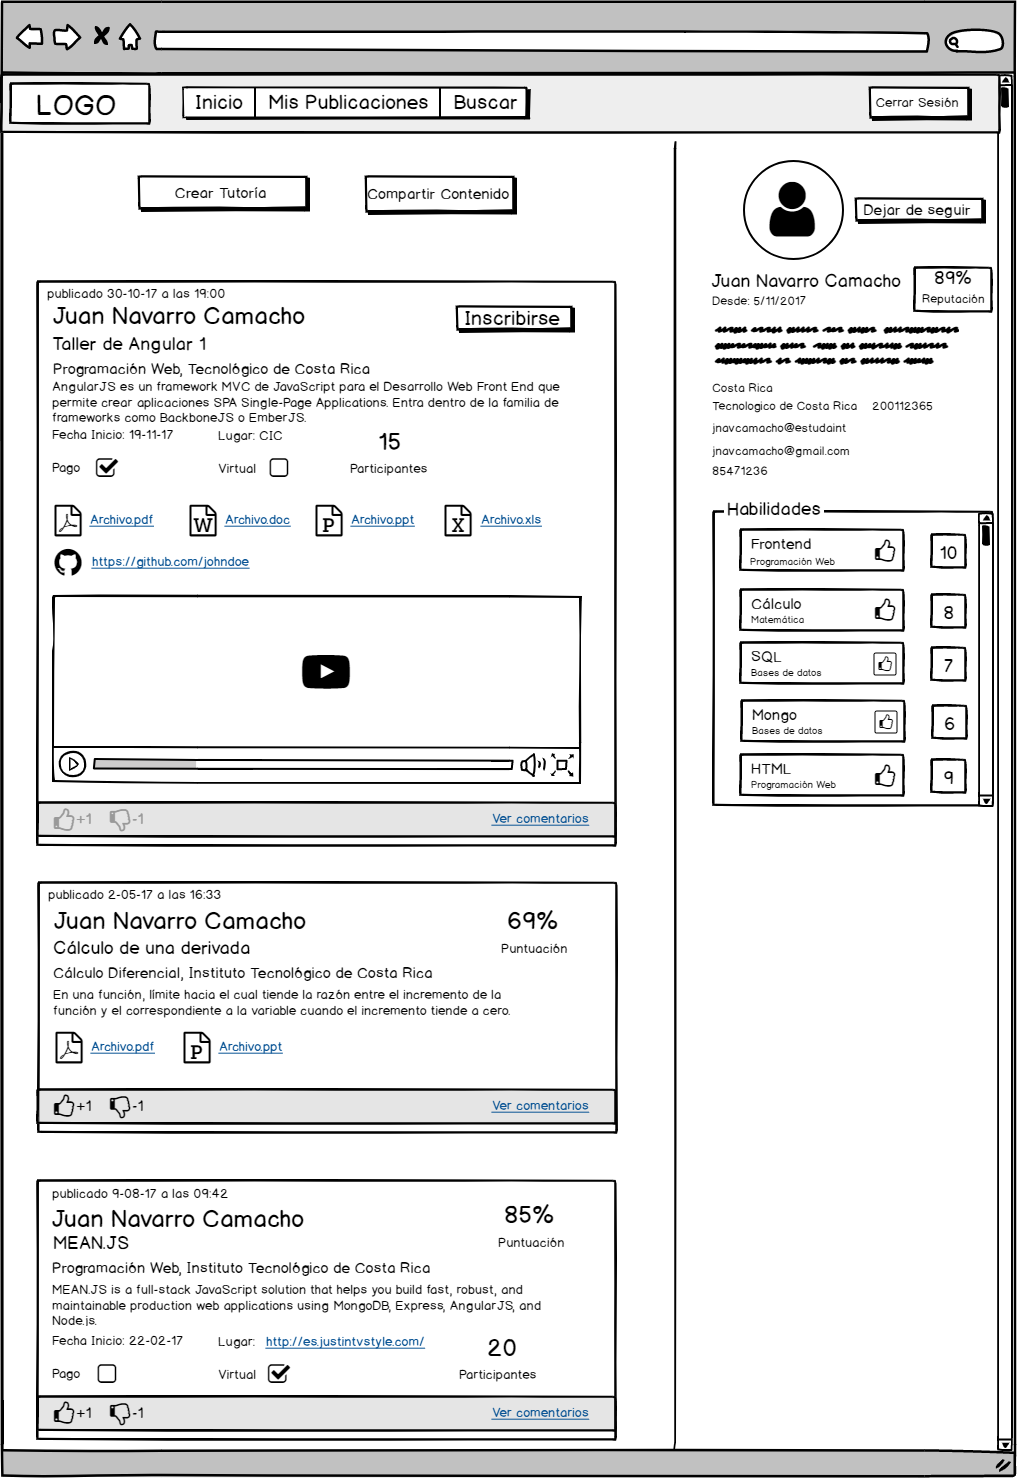 LOGO
Inicio
Mis Publicaciones
Buscar
Cerrar Sesión
Crear Tutoría
Compartir Contenido
publicado 30-10-17 a las 19:00
Juan Navarro Camacho
Inscribirse
Taller de Angular 1
Programación Web, Tecnológico de Costa Rica
AngularJS es un framework MVC de JavaScript para el Desarrollo Web Front End que
permite crear aplicaciones SPA Single-Page Applications. Entra dentro de la familia de
frameworks como BackboneJS o EmberJS.
Fecha Inicio: 19-11-17
Lugar: CIC
15
Pago
Virtual
Participantes
Archivo.pdf
W
Archivo.doc
P
Archivo.ppt
X
Archivo.xls
https://github.com/johndoe
+1
-1
Ver comentarios
publicado 2-05-17 a las 16:33
Juan Navarro Camacho
69%
Cálculo de una derivada
Puntuación
Cálculo Diferencial, Instituto Tecnológico de Costa Rica
En una función, límite hacia el cual tiende la razón entre el incremento de la
función y el correspondiente a la variable cuando el incremento tiende a cero.
Archivo.pdf
P
Archivo.ppt
+1
-1
Ver comentarios
publicado 9-08-17 a las 09:42
Juan Navarro Camacho
85%
MEAN.JS
Puntuación
Programación Web, Instituto Tecnológico de Costa Rica
MEAN.JS is a full-stack JavaScript solution that helps you build fast, robust, and
maintainable production web applications using MongoDB, Express, AngularJS, and
Node.js.
Fecha Inicio: 22-02-17
Lugar: http://es.justintvstyle.com/
20
Pago
Virtual
Participantes
+1
-1
Ver comentarios
Dejar de seguir
Juan Navarro Camacho
89%
Desde: 5/11/2017
Reputación
Costa Rica
Tecnologico de Costa Rica 200112365
jnavcamacho@estudaint
jnavcamacho@gmail.com
85471236
Habilidades
Frontend
Programación Web
10
Cálculo
Matemática
8
SQL
Bases de datos
7
Mongo
Bases de datos
6
HTML
Programación Web
9